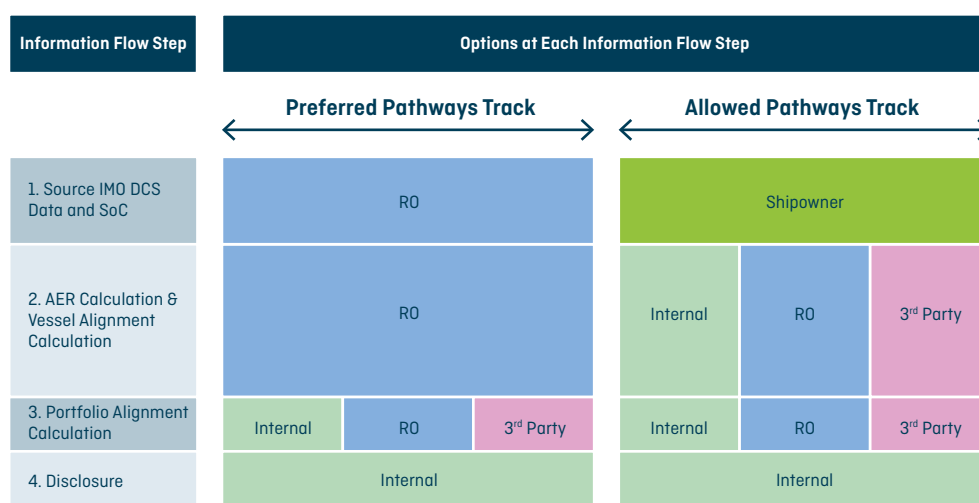 Information Flow Step
Options at Each Information Flow Step
Preferred Pathways Track
Allowed Pathways Track
1. Source IMO DCS
Data and SoC
RO
Shipowner
2. AER Calculation &
Vessel Alignment
Calculation
RO
Internal
RO
3rd Party
3. Portfolio Alignment
Calculation
Internal
RO
3rd Party
Internal
RO
3rd Party
4. Disclosure
Internal
Internal